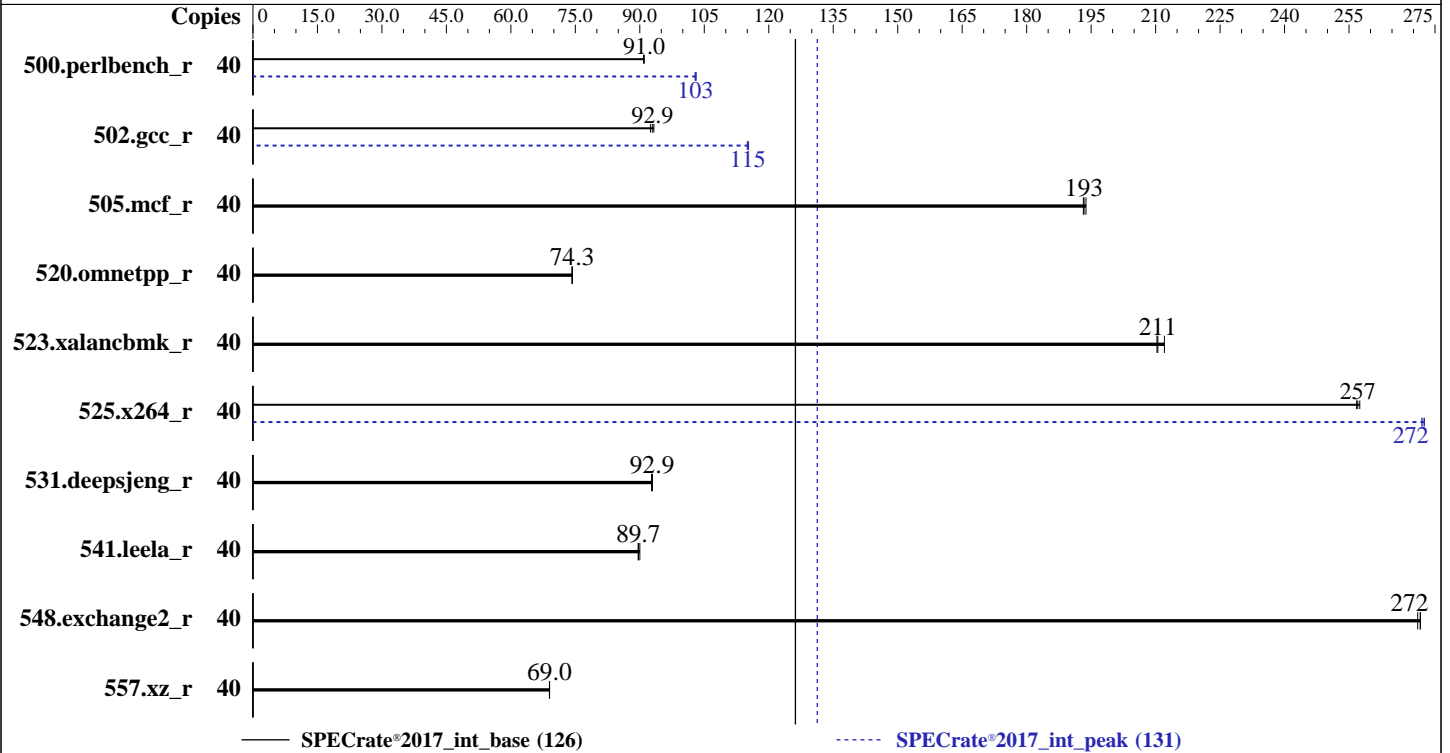 Copies 0 15.0 30.0 45.0 60.0 75.0 90.0 105 120 135 150 165 180 195 210 225 240 255 275
91.0
500.perlbench_r 40
103
92.9
502.gcc_r 40
115
193
505.mcf_r 40
74.3
520.omnetpp_r 40
211
523.xalancbmk_r 40
257
525.x264_r 40
272
92.9
531.deepsjeng_r 40
89.7
541.leela_r 40
272
548.exchange2_r 40
69.0
557.xz_r 40
SPECrate®2017_int_base (126) SPECrate®2017_int_peak (131)